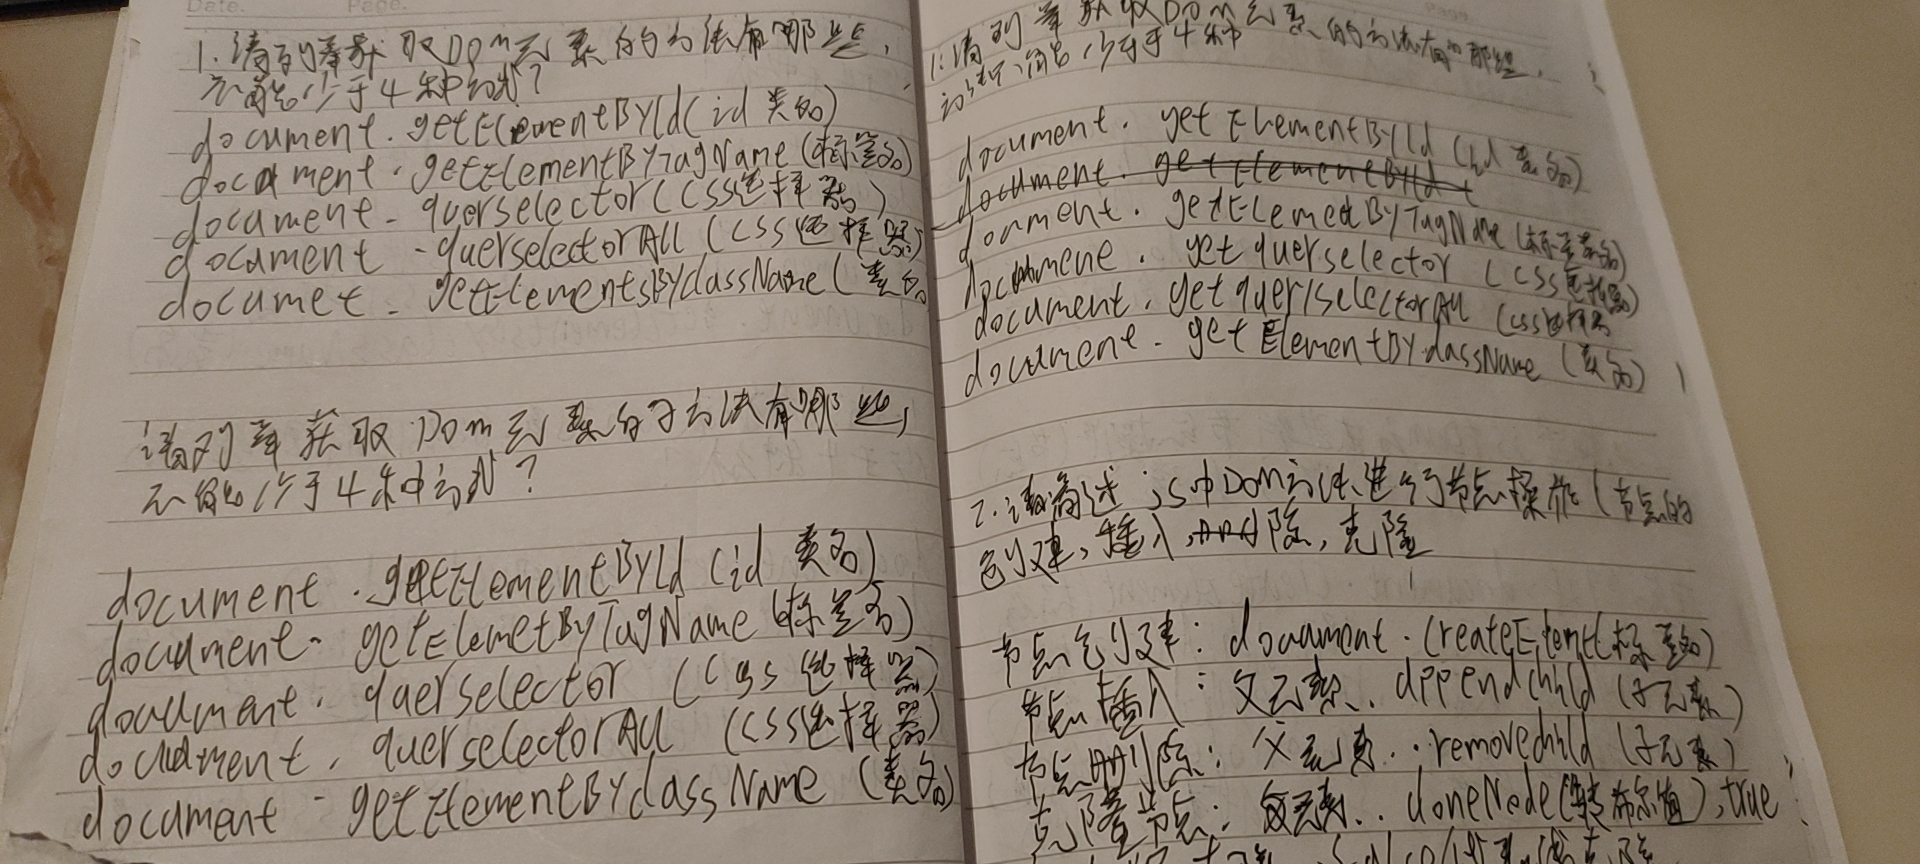 Date.
Page.
1.请列举获取DOM元素的方法有哪些,
不能少于4种方式?
document.getElementById(id类名)
document.getElementByTagName(标签名)
document.querselector(CSS选择器)
document.querselectorAll(CSS选择器)
documet.getElementsByclassName(类名
请列举获取DOM元素的方法有哪些,
不能少于4种方式?
document.getElementById(id类名)
document.getElemetByTagName(标签名)
document.querselector(Css选择器)
document.querselectorAll(CSS选择器)
document.getElementByclassName(类名)
1.请列举获取DOM元素的方法有哪些,
不能少于4种
document.getElementById(id类名)
document.getElementById
document.getElemetByTagName(标签名)
documene.getquerselector(CSS选择器)
document.getquerselectorAll(css选择器
document.getElementByclassName(类名)
2.请简述js中DOM方法进行节点操作(节点的
创建,插入,删除,克隆
节点创建:document.createElemet(标签名)
节点插入:父元素.appendchild(子元素)
节点删除:父元素.removechild(子元素)
克隆节点:父元素.cloneNode(布尔值),true